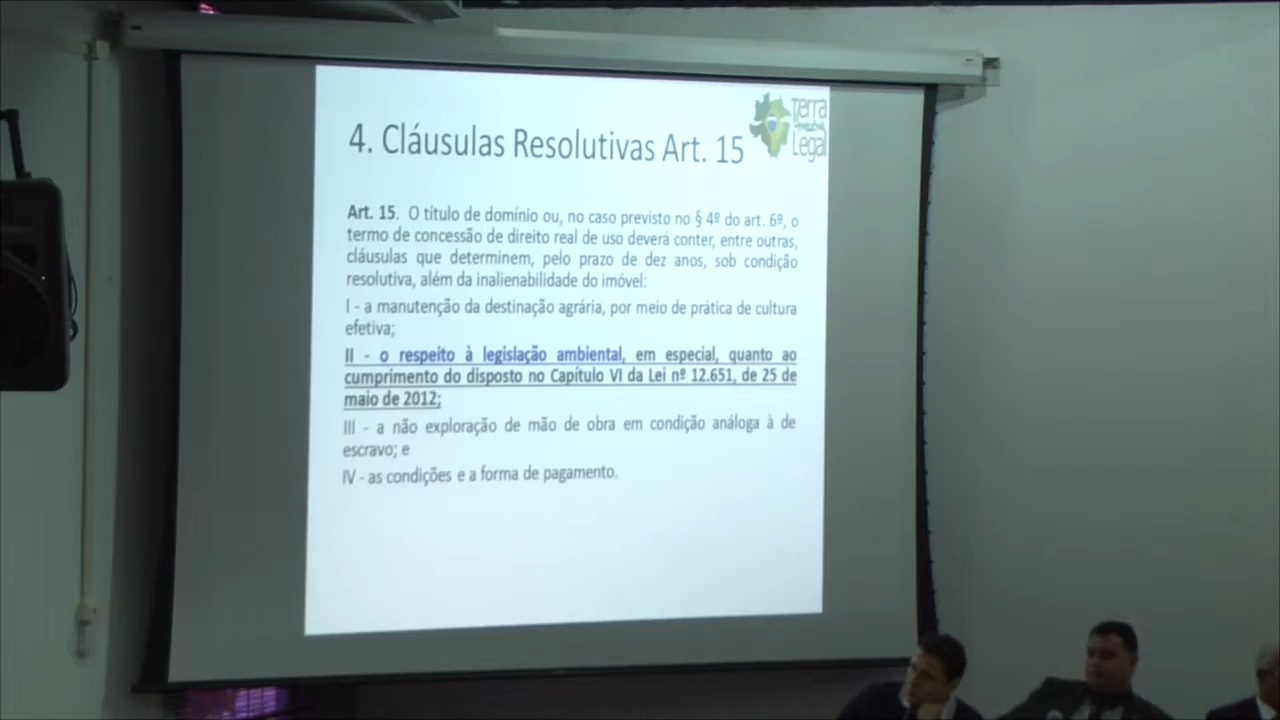 4. Cláusulas Resolutivas Art. 15
Terra
Legal
Art. 15. O título de domínio ou, no caso previsto no § 4º do art. 6º, o
termo de concessão de direito real de uso deverá conter, entre outras,
cláusulas que determinem, pelo prazo de dez anos, sob condição
resolutiva, além da inalienabilidade do imóvel:
I - a manutenção da destinação agrária, por meio de prática de cultura
efetiva;
II - o respeito à legislação ambiental, em especial, quanto ao
cumprimento do disposto no Capítulo VI da Lei nº 12.651, de 25 de
maio de 2012;
III - a não exploração de mão de obra em condição análoga à de
escravo; e
IV - as condições e a forma de pagamento.